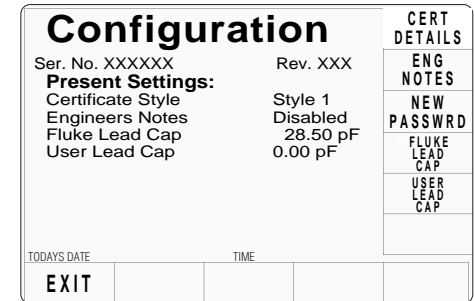 Configuration
Ser. No. XXXXXX Rev. XXX
Present Settings:
Certificate Style Style 1
Engineers Notes Disabled
Fluke Lead Cap 28.50 pF
User Lead Cap 0.00 pF
CERT
DETAILS
ENG
NOTES
NEW
PASSWRD
FLUKE
LEAD
CAP
USER
LEAD
CAP
TODAYS DATE TIME
EXIT